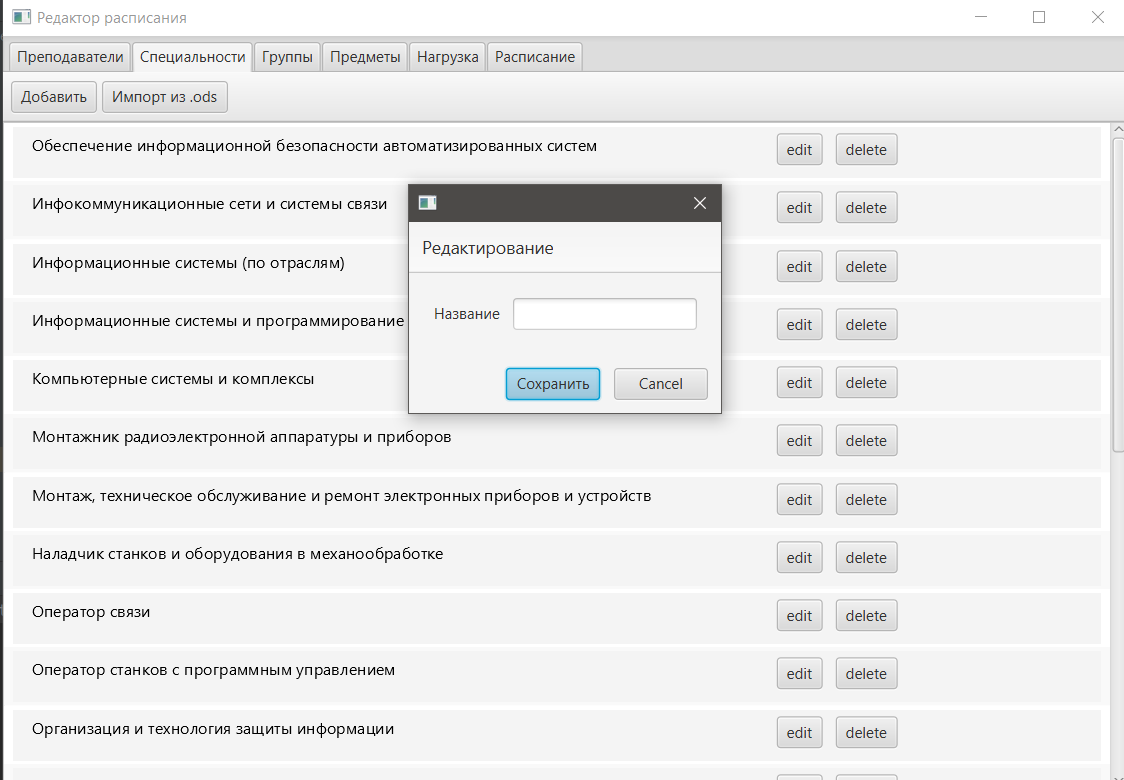 Редактор расписания
Преподаватели Специальности Группы Предметы Нагрузка Расписание
Добавить Импорт из .ods
Обеспечение информационной безопасности автоматизированных систем edit delete
Инфокоммуникационные сети и системы связи edit delete
Информационные системы (по отраслям) edit delete
Информационные системы и программирование edit delete
Компьютерные системы и комплексы edit delete
Монтажник радиоэлектронной аппаратуры и приборов edit delete
Монтаж, техническое обслуживание и ремонт электронных приборов и устройств edit delete
Наладчик станков и оборудования в механообработке edit delete
Оператор связи edit delete
Оператор станков с программным управлением edit delete
Организация и технология защиты информации edit delete
Редактирование
Название
Сохранить Cancel